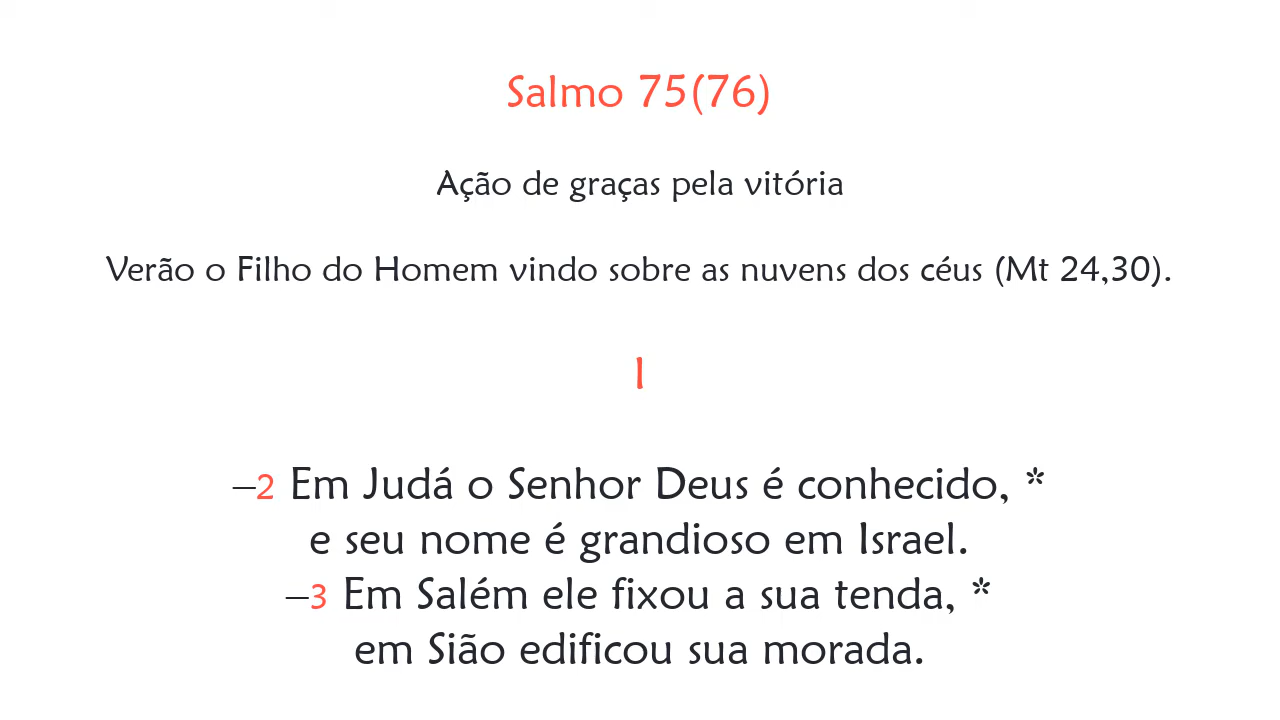 Salmo 75(76)
Ação de graças pela vitória
Verão o Filho do Homem vindo sobre as nuvens dos céus (Mt 24,30).
I
–2 Em Judá o Senhor Deus é conhecido, *
e seu nome é grandioso em Israel.
–3 Em Salém ele fixou a sua tenda, *
em Sião edificou sua morada.